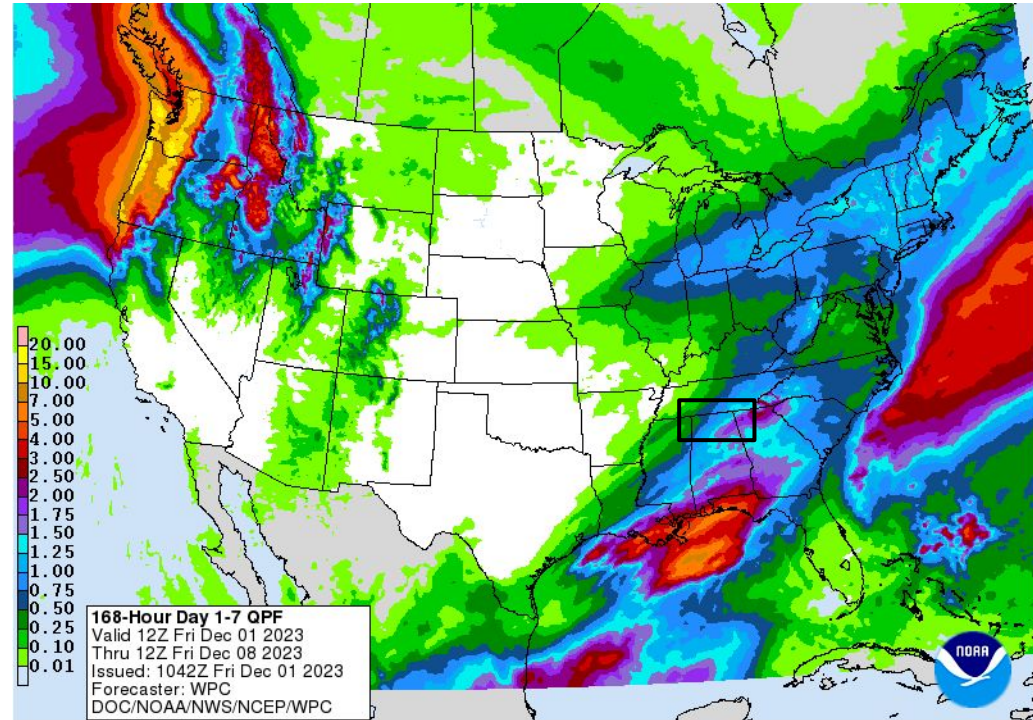 20.00
15.00
10.00
7.00
5.00
4.00
3.00
2.50
2.00
1.75
1.50
1.25
1.00
0.75
0.50
0.25
0.10
0.01
168-Hour Day 1-7 QPF
Valid 12Z Fri Dec 01 2023
Thru 12Z Fri Dec 08 2023
Issued: 1042Z Fri Dec 01 2023
Forecaster: WPC
DOC/NOAA/NWS/NCEP/WPC
NOAA